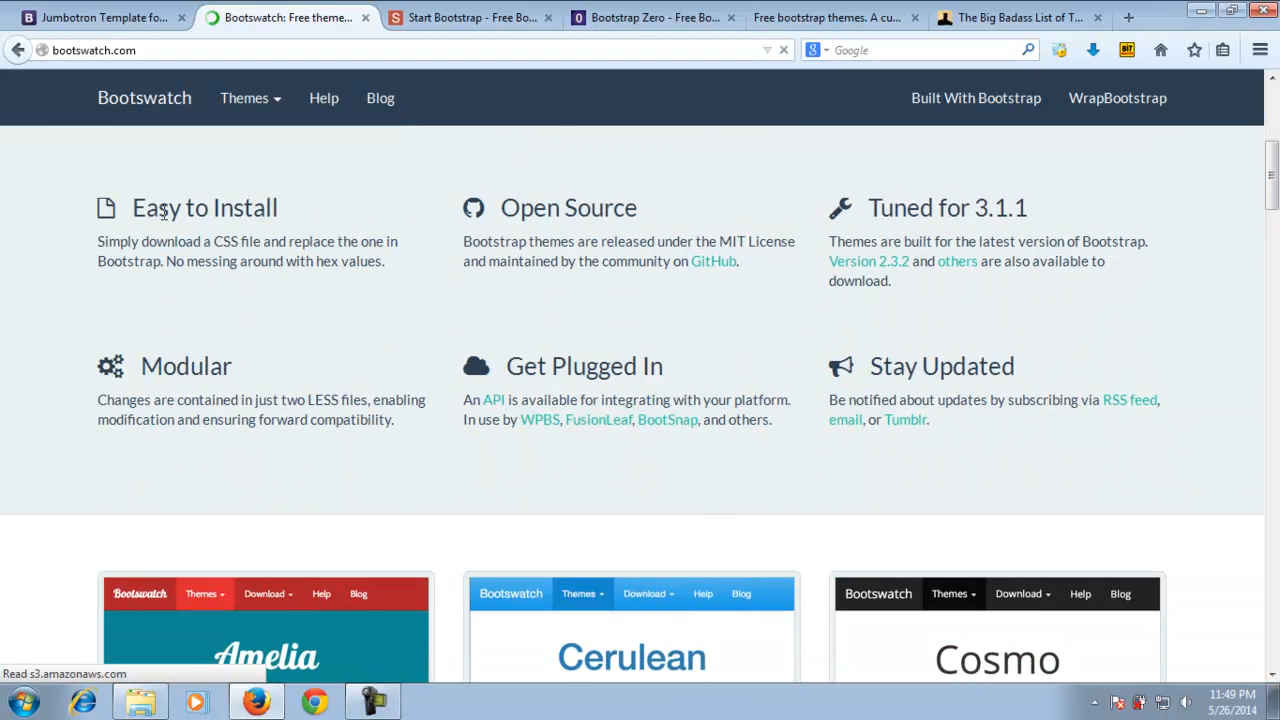 Jumbotron Template fo...
Bootswatch: Free theme...
Start Bootstrap - Free Bo...
Bootstrap Zero - Free Bo...
Free bootstrap themes. A cu...
The Big Badass List of T...
bootswatch.com
Google
Bootswatch Themes Help Blog Built With Bootstrap WrapBootstrap
Easy to Install
Simply download a CSS file and replace the one in
Bootstrap. No messing around with hex values.
Open Source
Bootstrap themes are released under the MIT License
and maintained by the community on GitHub.
Tuned for 3.1.1
Themes are built for the latest version of Bootstrap.
Version 2.3.2 and others are also available to
download.
Modular
Changes are contained in just two LESS files, enabling
modification and ensuring forward compatibility.
Get Plugged In
An API is available for integrating with your platform.
In use by WPBS, FusionLeaf, BootSnap, and others.
Stay Updated
Be notified about updates by subscribing via RSS feed,
email, or Tumblr.
Bootswatch Themes Download Help Blog
Amelia
Bootswatch Themes Download Help Blog
Cerulean
Bootswatch Themes Download Help Blog
Cosmo
Read s3.amazonaws.com
11:49 PM
5/26/2014